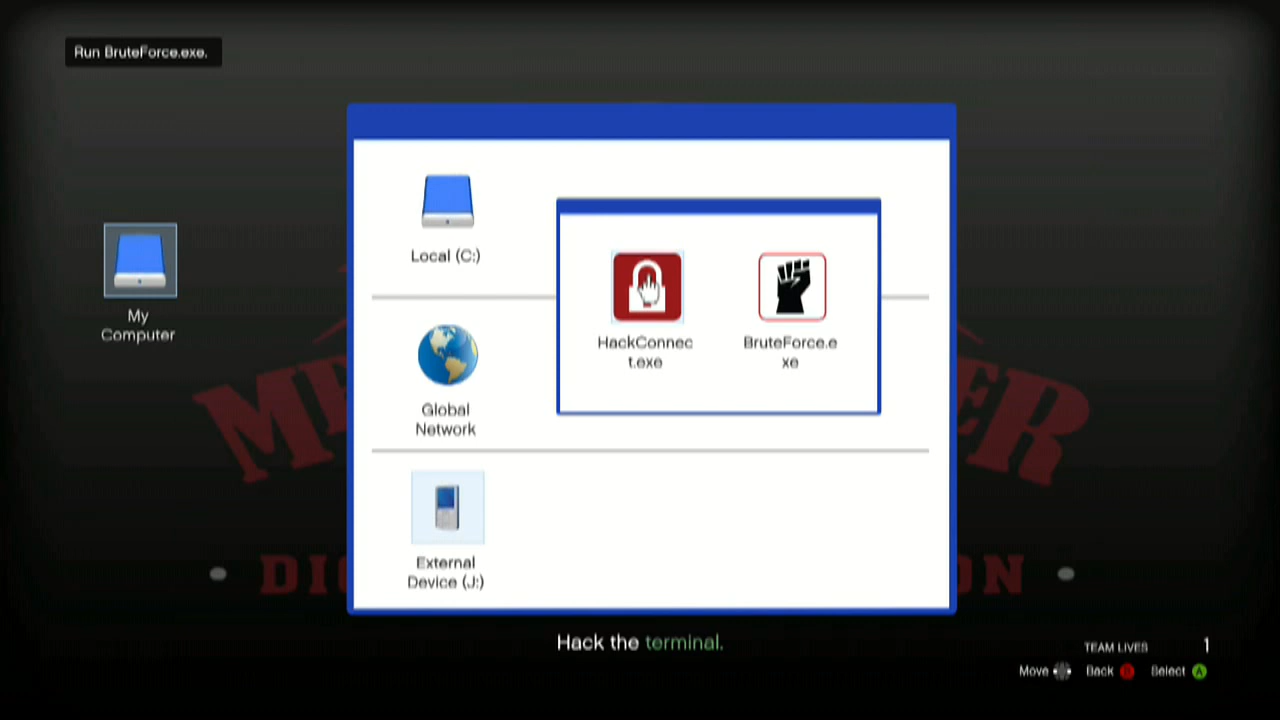 Run BruteForce.exe.
Local (C:)
My
Computer
HackConnec
t.exe
BruteForce.e
xe
Global
Network
External
Device (J:)
Hack the terminal.
TEAM LIVES 1
Move Back B Select A